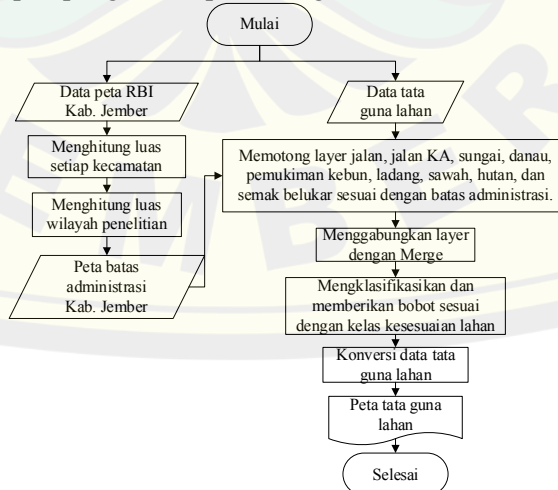 Mulai
Data peta RBI
Kab. Jember
Menghitung luas
setiap kecamatan
Menghitung luas
wilayah penelitian
Peta batas
administrasi
Kab. Jember
Data tata
guna lahan
Memotong layer jalan, jalan KA, sungai, danau,
pemukiman kebun, ladang, sawah, hutan, dan
semak belukar sesuai dengan batas administrasi.
Menggabungkan layer
dengan Merge
Mengklasifikasikan dan
memberikan bobot sesuai
dengan kelas kesesuaian lahan
Konversi data tata
guna lahan
Peta tata guna
lahan
Selesai